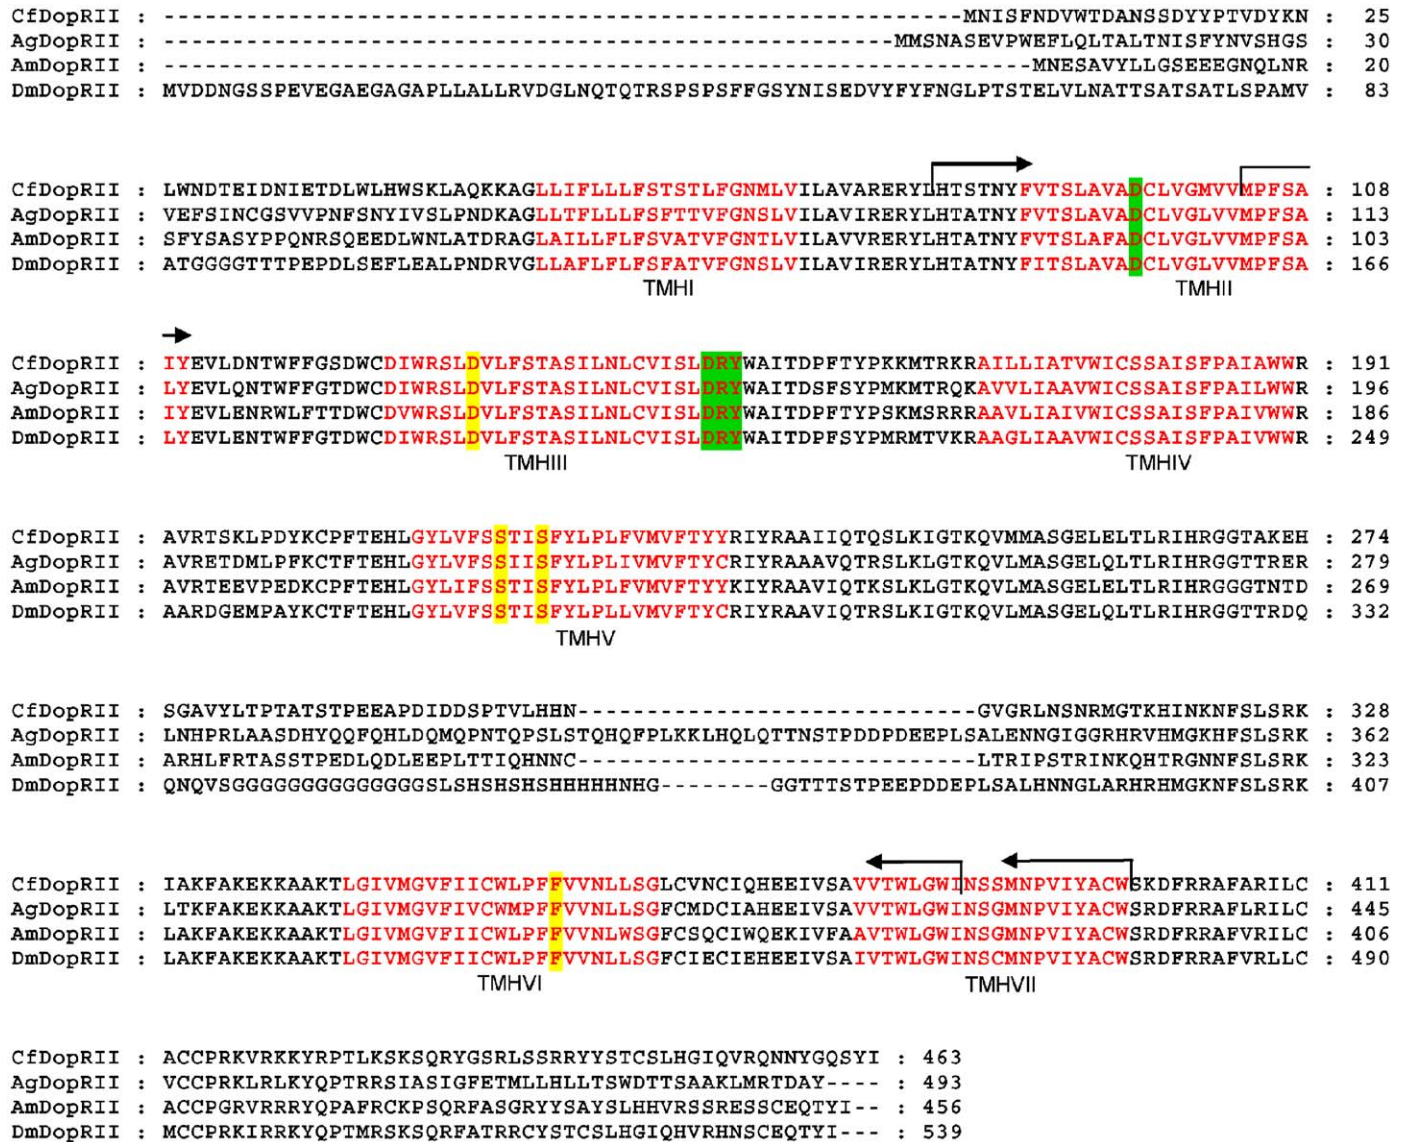 CfDopRII : ----------------------------------------------------------MNISFNDVWTDANSSDYYPTVDYKN : 25
AgDopRII : -----------------------------------------------------MMSNASEVPWEFLQLTALTNISFYNVSHGS : 30
AmDopRII : ---------------------------------------------------------------MNESAVYLLGSEEEGNQLNR : 20
DmDopRII : MVDDNGSSPEVEGAEGAGAPLLALLRVDGLNQTQTRSPSPSFFGSYNISEDVYFYFNGLPTSTELVLNATTSATSATLSPAMV : 83
CfDopRII : LWNDTEIDNIETDLWLHWSKLAQKKAGLLIFLLLFSTSTLFGNMLVILAVARERYLHTSTNYFVTSLAVADCLVGMVVMPFSA : 108
AgDopRII : VEFSINCGSVVPNFSNYIVSLPNDKAGLLTFLLLFSFTTVFGNSLVILAVIRERYLHTATNYFVTSLAVADCLVGLVVMPFSA : 113
AmDopRII : SFYSASYPPQNRSQEEDLWNLATDRAGLAILLFLFSVATVFGNTLVILAVVRERYLHTATNYFVTSLAFADCLVGLVVMPFSA : 103
DmDopRII : ATGGGGTTTPEPDLSEFLEALPNDRVGLLAFLFLFSFATVFGNSLVILAVIRERYLHTATNYFITSLAVADCLVGLVVMPFSA : 166
TMHI TMHII
CfDopRII : IYEVLDNTWFFGSDWCDIWRSLDVLFSTASILNLCVISLDRYWAITDPFTYPKKMTRKRAILLIATVWICSSAISFPAIAWWR : 191
AgDopRII : LYEVLQNTWFFGTDWCDIWRSLDVLFSTASILNLCVISLDRYWAITDSFSYPMKMTRQKAVVLIAAVWICSSAISFPAILWWR : 196
AmDopRII : IYEVLENRWLFTTDWCDVWRSLDVLFSTASILNLCVISLDRYWAITDPFTYPSKMSRRRAAVLIAIVWICSSAISFPAIVWWR : 186
DmDopRII : LYEVLENTWFFGTDWCDIWRSLDVLFSTASILNLCVISLDRYWAITDPFSYPMRMTVKRAAGLIAAVWICSSAISFPAIVWWR : 249
TMHIII TMHIV
CfDopRII : AVRTSKLPDYKCPFTEHLGYLVFSSTISFYLPLFVMVFTYYRIYRAAIIQTQSLKIGTKQVMMASGELELTLRIHRGGTAKEH : 274
AgDopRII : AVRETDMLPFKCTFTEHLGYLVFSSIISFYLPLIVMVFTYCRIYRAAAVQTRSLKLGTKQVLMASGELQLTLRIHRGGTTRER : 279
AmDopRII : AVRTEEVPEDKCPFTEHLGYLIFSSTISFYLPLFVMVFTYYKIYRAAVIQTKSLKLGTKQVLMASGELELTLRIHRGGGTNTD : 269
DmDopRII : AARDGEMPAYKCTFTEHLGYLVFSSTISFYLPLLVMVFTYCRIYRAAVIQTRSLKIGTKQVLMASGELQLTLRIHRGGTTRDQ : 332
TMHV
CfDopRII : SGAVYLTPTATSTPEEAPDIDDSPTVLHHN-----------------------------GVGRLNSNRMGTKHINKNFSLSRK : 328
AgDopRII : LNHPRLAASDHYQQFQHLDQMQPNTQPSLSTQHQFPLKKLHQLQTTNSTPDDPDEEPLSALENNGIGGRHRVHMGKHFSLSRK : 362
AmDopRII : ARHLFRTASSTPEDLQDLEEPLTTIQHNNC-----------------------------LTRIPSTRINKQHTRGNNFSLSRK : 323
DmDopRII : QNQVSGGGGGGGGGGGGGGSLSHSHSHSHHHHHNHG--------GGTTTSTPEEPDDEPLSALHNNGLARHRHMGKNFSLSRK : 407
CfDopRII : IAKFAKEKKAAKTLGIVMGVFIICWLPFFVVNLLSGLCVNCIQHEEIVSAVVTWLGWINSSMNPVIYACWSKDFRRAFARILC : 411
AgDopRII : LTKFAKEKKAAKTLGIVMGVFIVCWMPFFVVNLLSGFCMDCIAHEEIVSAVVTWLGWINSGMNPVIYACWSRDFRRAFLRILC : 445
AmDopRII : LAKFAKEKKAAKTLGIVMGVFIICWLPFFVVNLWSGFCSQCIWQEKIVFAAVTWLGWINSGMNPVIYACWSRDFRRAFVRILC : 406
DmDopRII : LAKFAKEKKAAKTLGIVMGVFIICWLPFFVVNLLSGFCIECIEHEEIVSAIVTWLGWINSCMNPVIYACWSRDFRRAFVRLLC : 490
TMHVI TMHVII
CfDopRII : ACCPRKVRKKYRPTLKSKSQRYGSRLSSRRYYSTCSLHGIQVRQNNYGQSYI : 463
AgDopRII : VCCPRKLRLKYQPTRRSIASIGFETMLLHLLTSWDTTSAAKLMRTDAY---- : 493
AmDopRII : ACCPGRVRRRYQPAFRCKPSQRFASGRYYSAYSLHHVRSSRESSCEQTYI-- : 456
DmDopRII : MCCPRKIRRKYQPTMRSKSQRFATRRCYSTCSLHGIQHVRHNSCEQTYI--- : 539